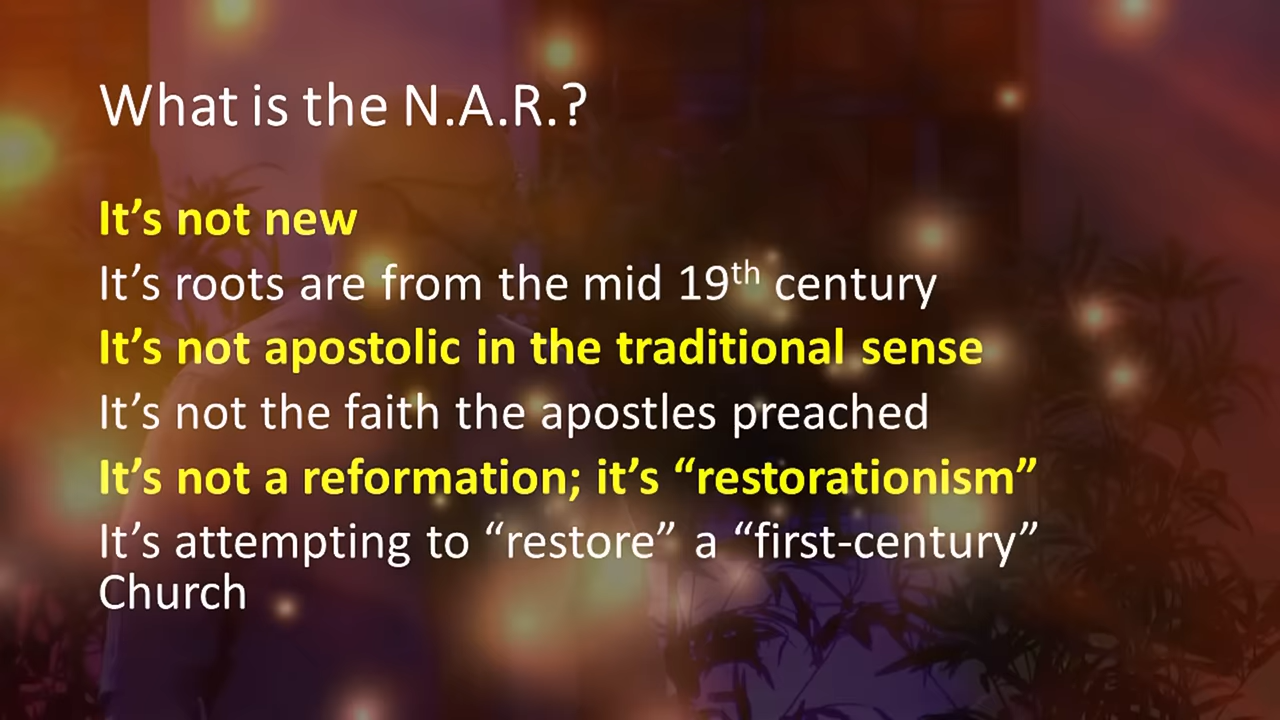 What is the N.A.R.?
It’s not new
It’s roots are from the mid 19th century
It’s not apostolic in the traditional sense
It’s not the faith the apostles preached
It’s not a reformation; it’s “restorationism”
It’s attempting to “restore” a “first-century”
Church